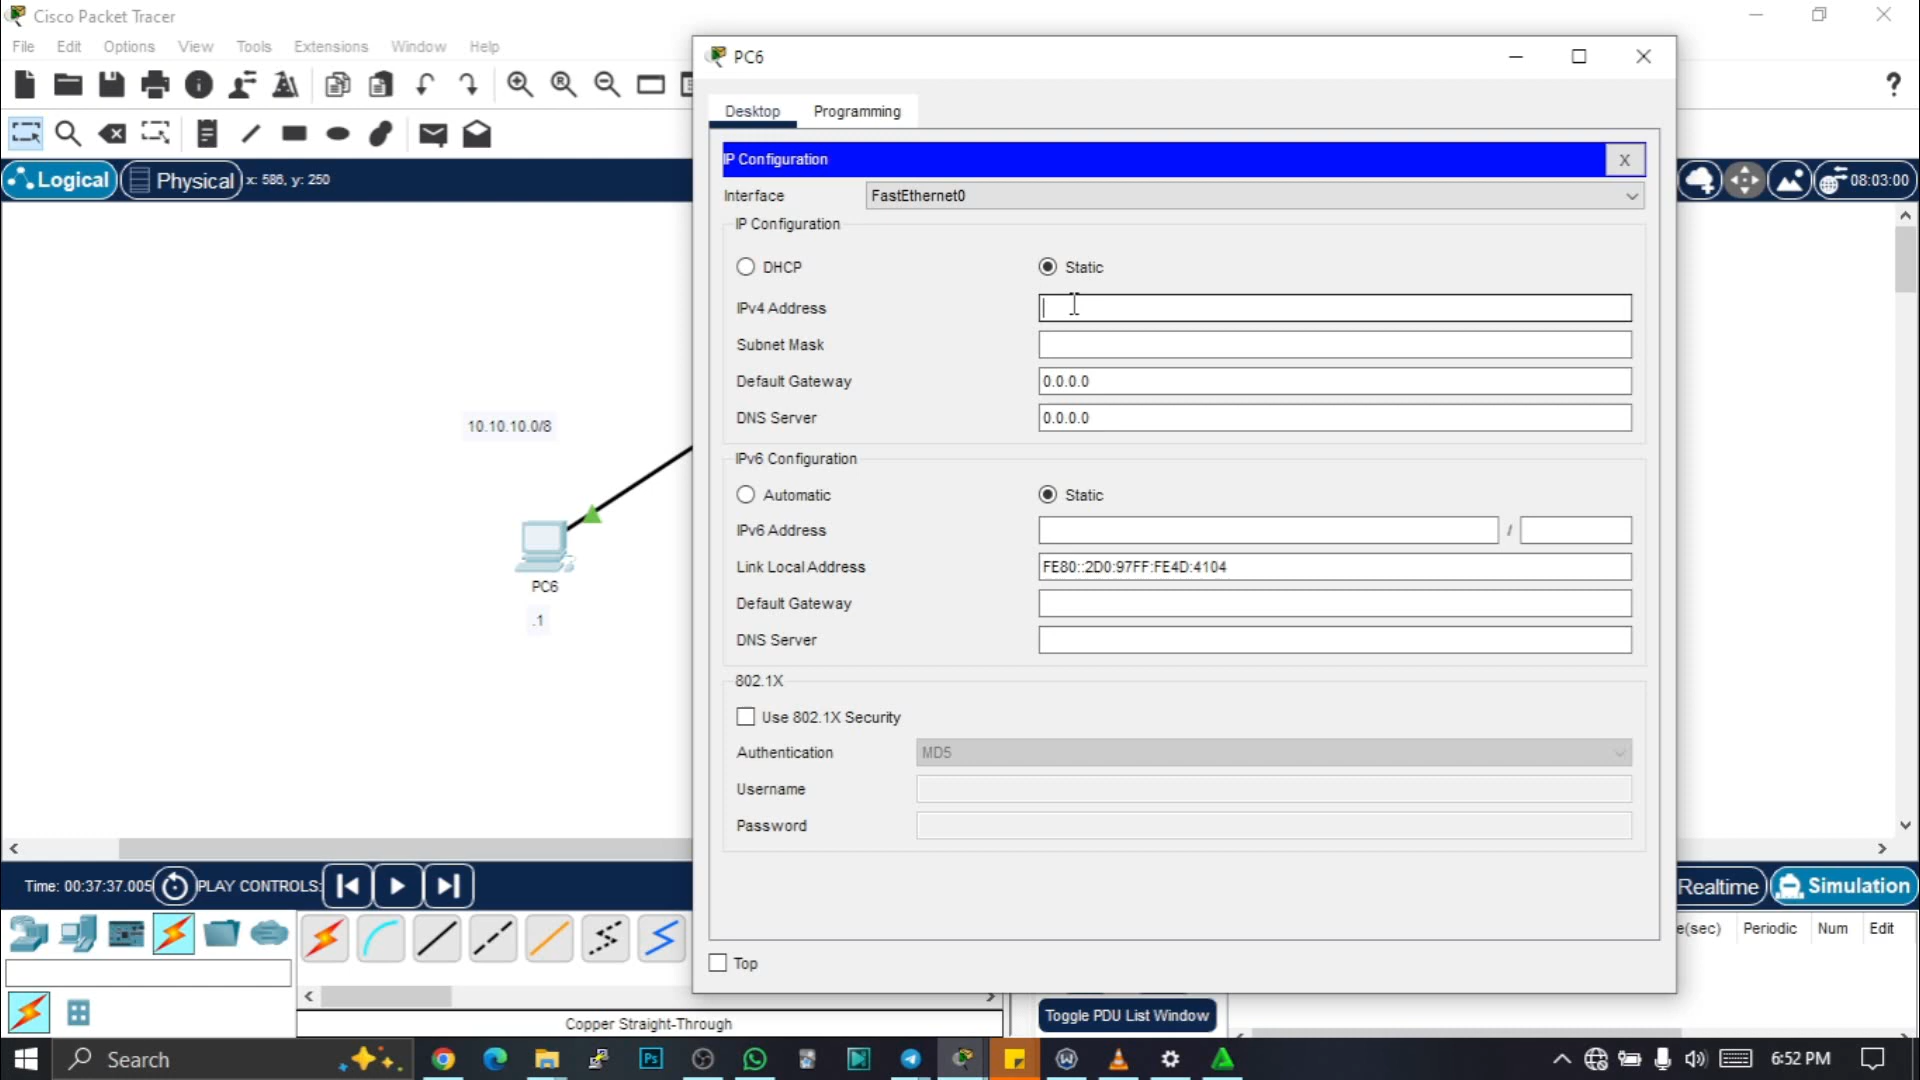 Cisco Packet Tracer
File Edit Options View Tools Extensions Window Help
PC6
Desktop Programming
IP Configuration X
Logical Physical x: 586, y: 250 08:03:00
Interface FastEthernet0
IP Configuration
DHCP Static
IPv4 Address
Subnet Mask
Default Gateway 0.0.0.0
DNS Server 0.0.0.0
10.10.10.0/8
IPv6 Configuration
Automatic Static
IPv6 Address /
Link Local Address FE80::2D0:97FF:FE4D:4104
PC6
Default Gateway
.1
DNS Server
802.1X
Use 802.1X Security
Authentication MD5
Username
Password
Time: 00:37:37.005 PLAY CONTROLS: Realtime Simulation
e(sec) Periodic Num Edit
Top
Toggle PDU List Window
Copper Straight-Through
Search Ps 6:52 PM